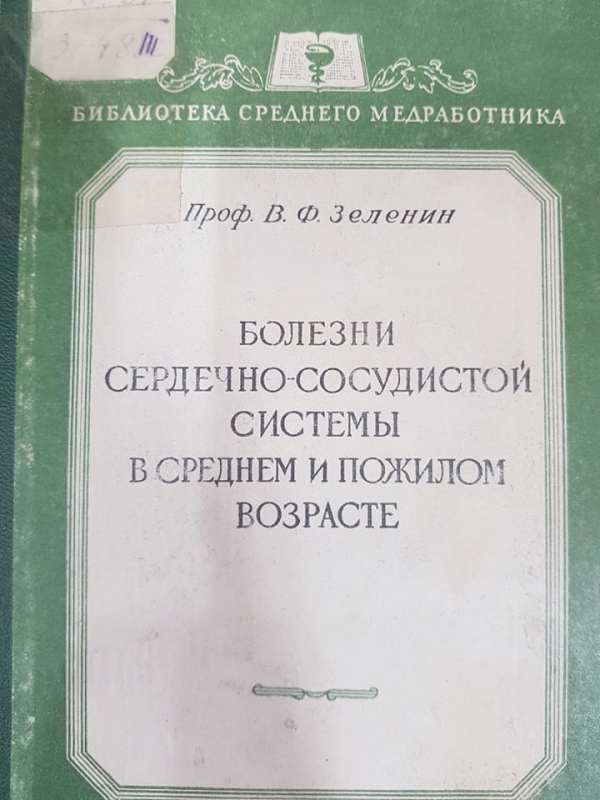 БИБЛИОТЕКА СРЕДНЕГО МЕДРАБОТНИКА
Проф. В. Ф. Зеленин
БОЛЕЗНИ
СЕРДЕЧНО-СОСУДИСТОЙ
СИСТЕМЫ
В СРЕДНЕМ И ПОЖИЛОМ
ВОЗРАСТЕ